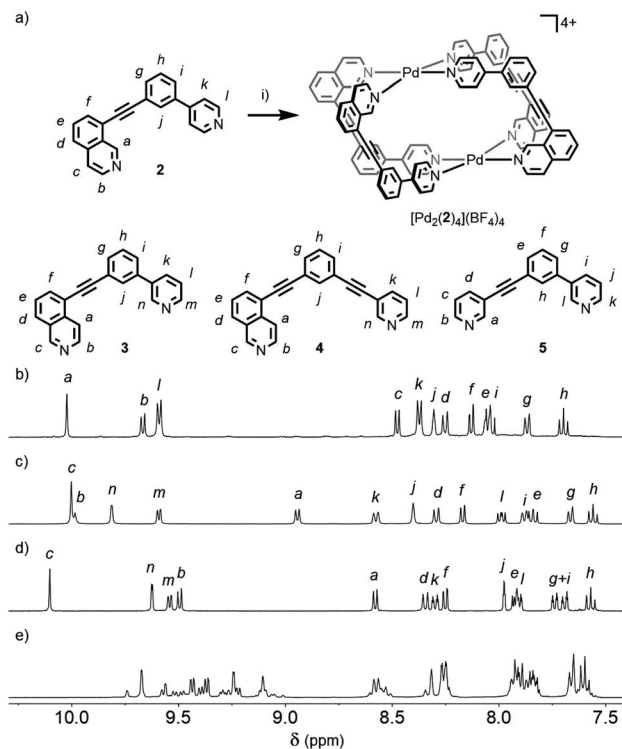 a)
4+
h
g
i
k
l
f
e
j
d
a
c
b
2
i)
N
N
Pd
N
N
N
N
Pd
N
N
N
N
[Pd₂(2)₄](BF₄)₄
h
g
i
k
l
f
e
j
m
n
d
a
c
b
N
N
3
h
g
i
k
l
f
e
j
m
n
d
a
c
b
N
N
4
f
e
g
i
j
d
c
h
k
b
a
l
N
N
5
b)
a b l c k j d f e i g h
c)
c b n m a k j d f l i e g h
d)
c n m b a d k f j e l g+i h
e)
10.0 9.5 9.0 8.5 8.0 7.5
δ (ppm)